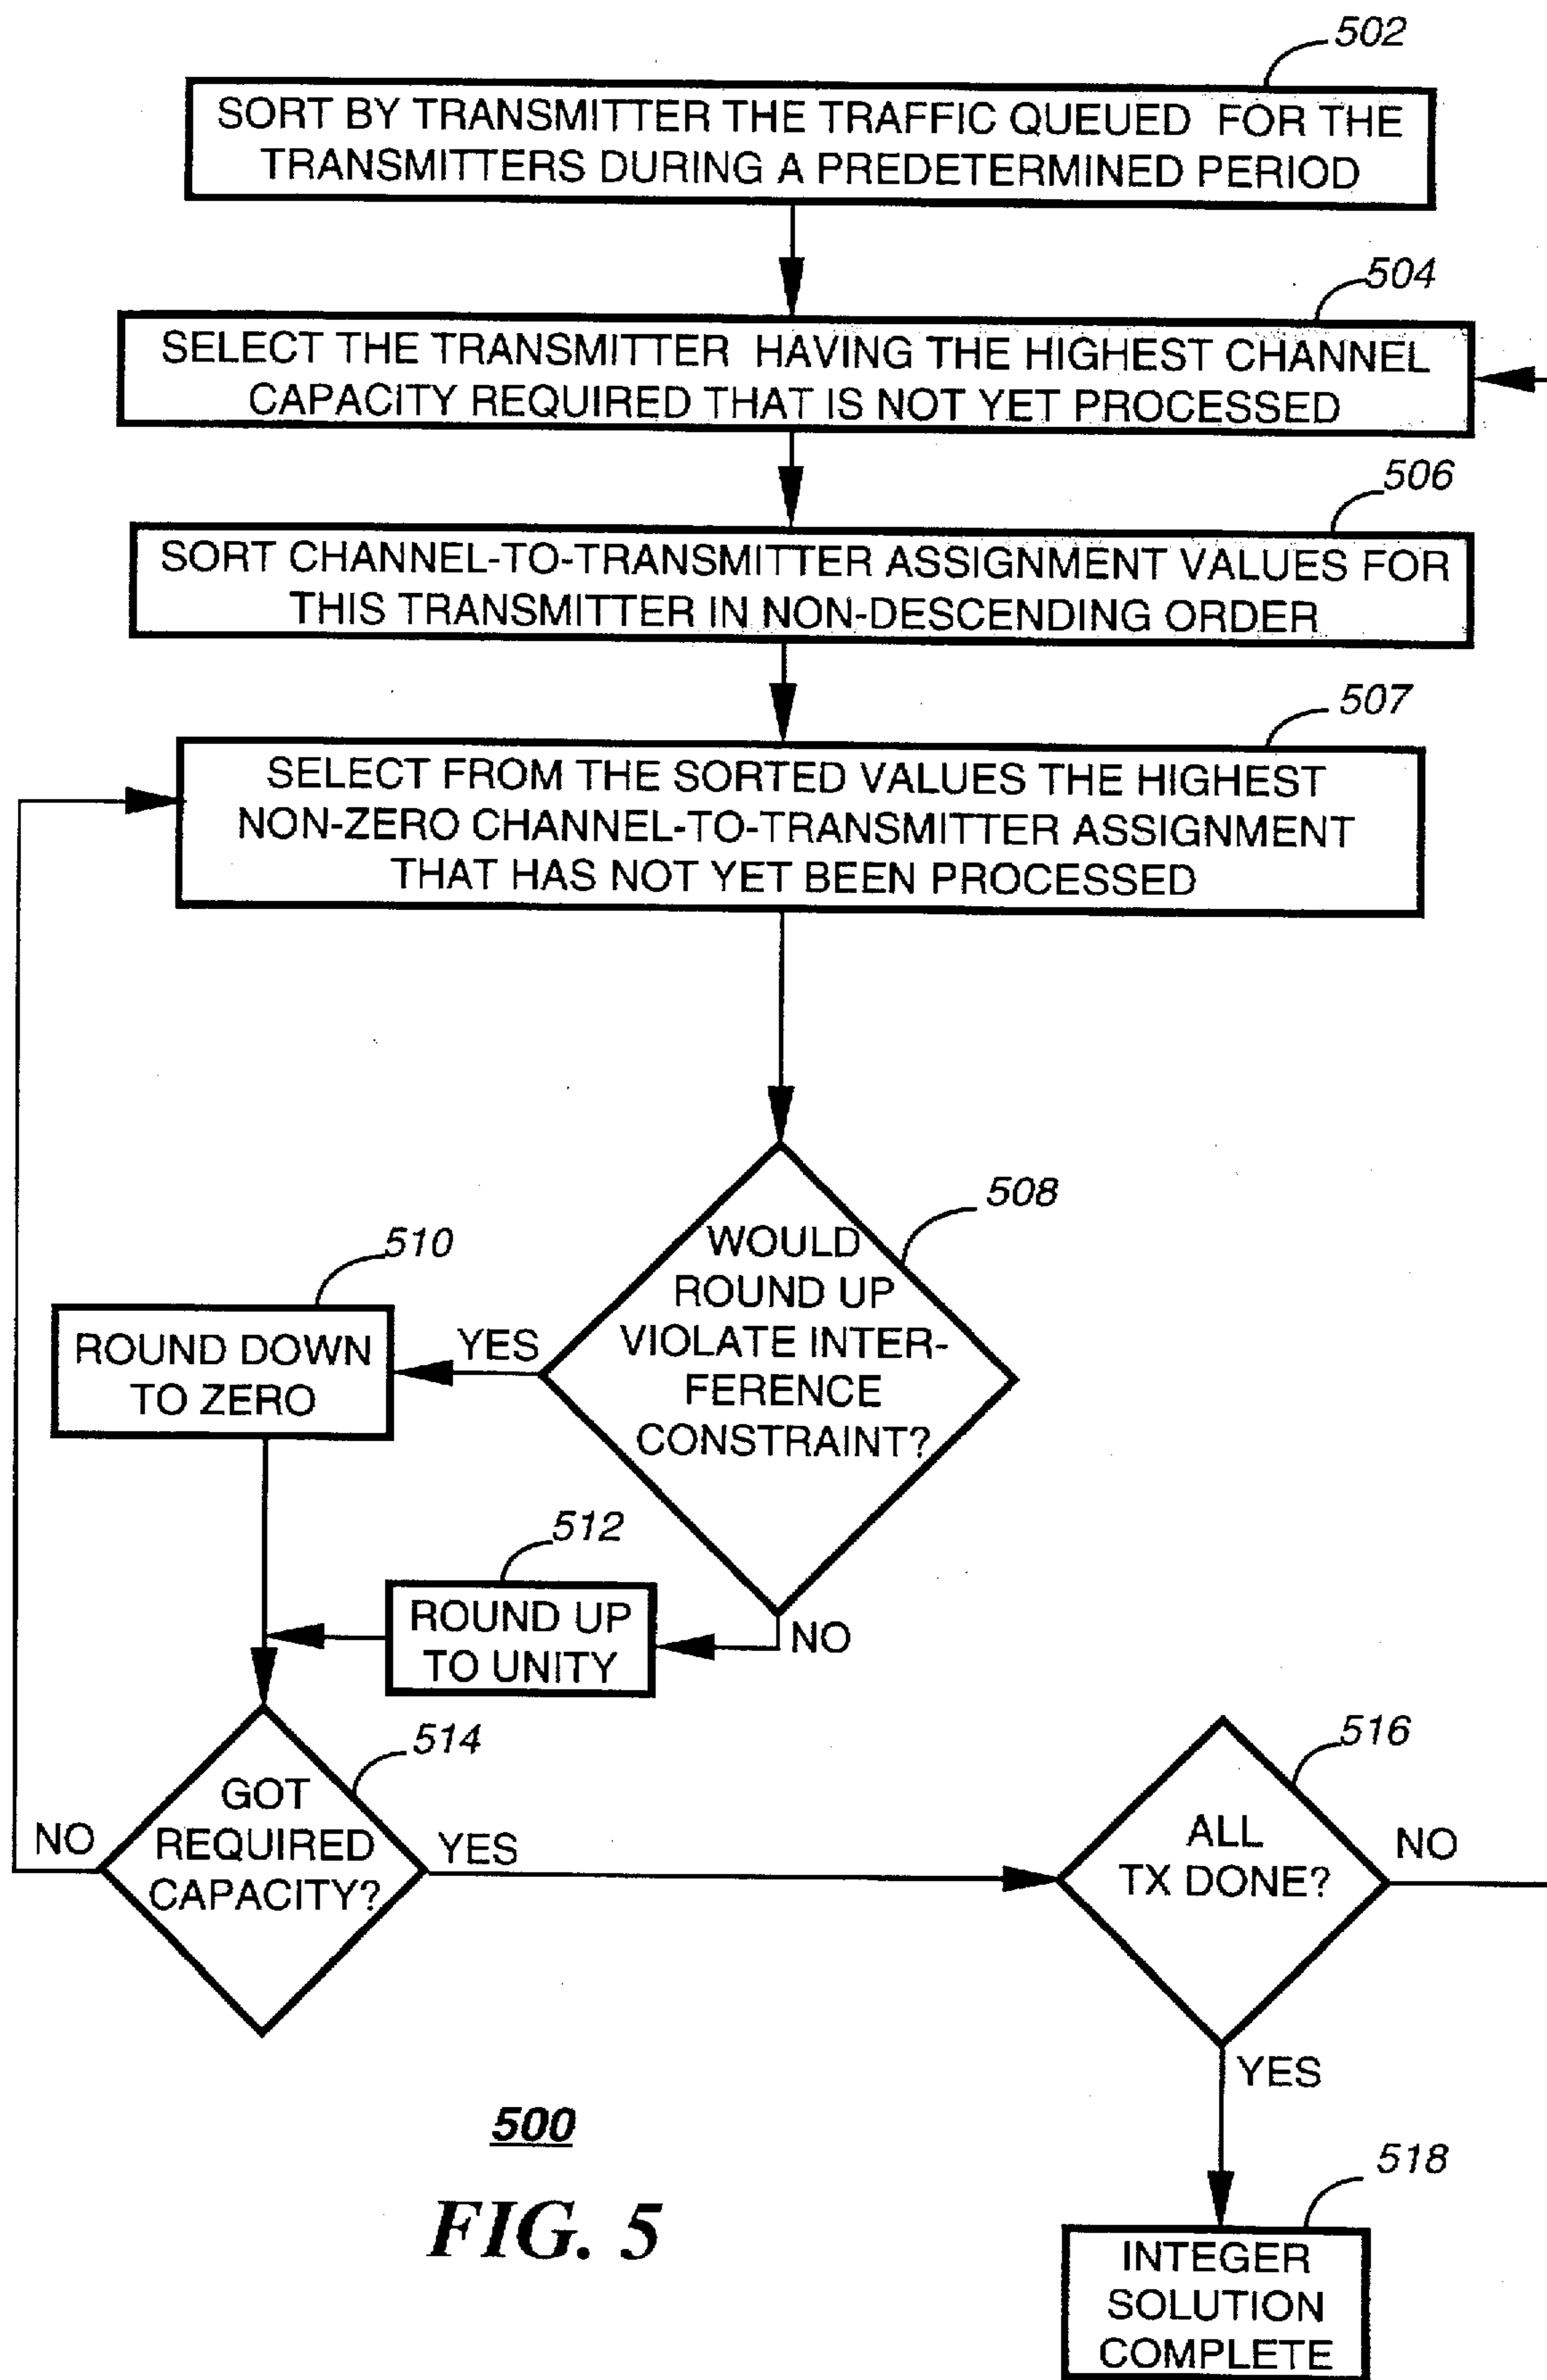 502
SORT BY TRANSMITTER THE TRAFFIC QUEUED FOR THE
TRANSMITTERS DURING A PREDETERMINED PERIOD
504
SELECT THE TRANSMITTER HAVING THE HIGHEST CHANNEL
CAPACITY REQUIRED THAT IS NOT YET PROCESSED
506
SORT CHANNEL-TO-TRANSMITTER ASSIGNMENT VALUES FOR
THIS TRANSMITTER IN NON-DESCENDING ORDER
507
SELECT FROM THE SORTED VALUES THE HIGHEST
NON-ZERO CHANNEL-TO-TRANSMITTER ASSIGNMENT
THAT HAS NOT YET BEEN PROCESSED
508
WOULD
ROUND UP
VIOLATE INTER-
FERENCE
CONSTRAINT?
YES
510
ROUND DOWN
TO ZERO
NO
512
ROUND UP
TO UNITY
514
GOT
REQUIRED
CAPACITY?
NO
YES
516
ALL
TX DONE?
NO
YES
518
INTEGER
SOLUTION
COMPLETE
500
FIG. 5